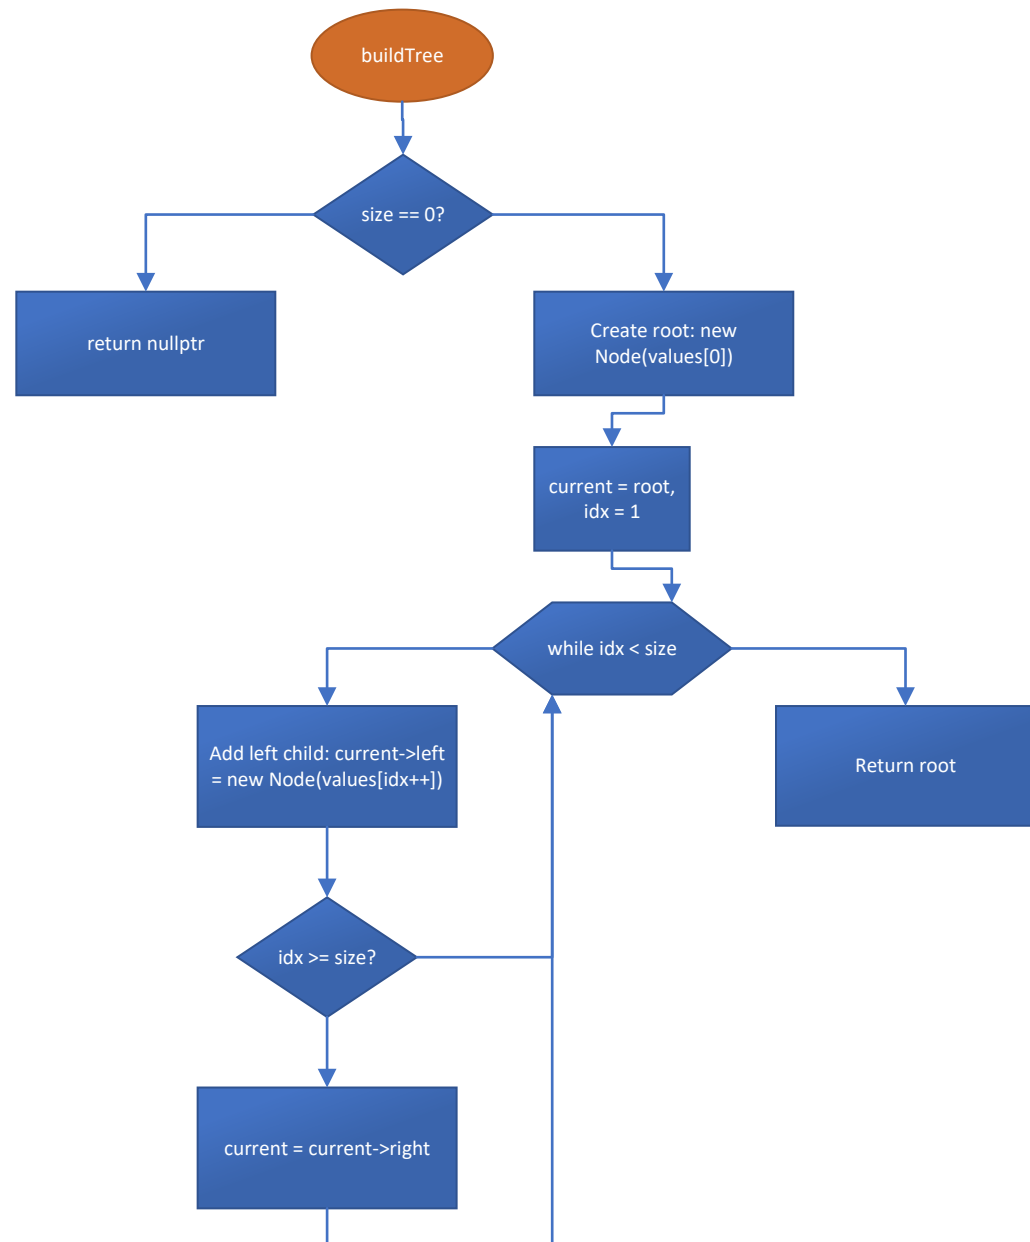 buildTree
size == 0?
return nullptr
Create root: new
Node(values[0])
current = root,
idx = 1
while idx < size
Add left child: current->left
= new Node(values[idx++])
Return root
idx >= size?
current = current->right